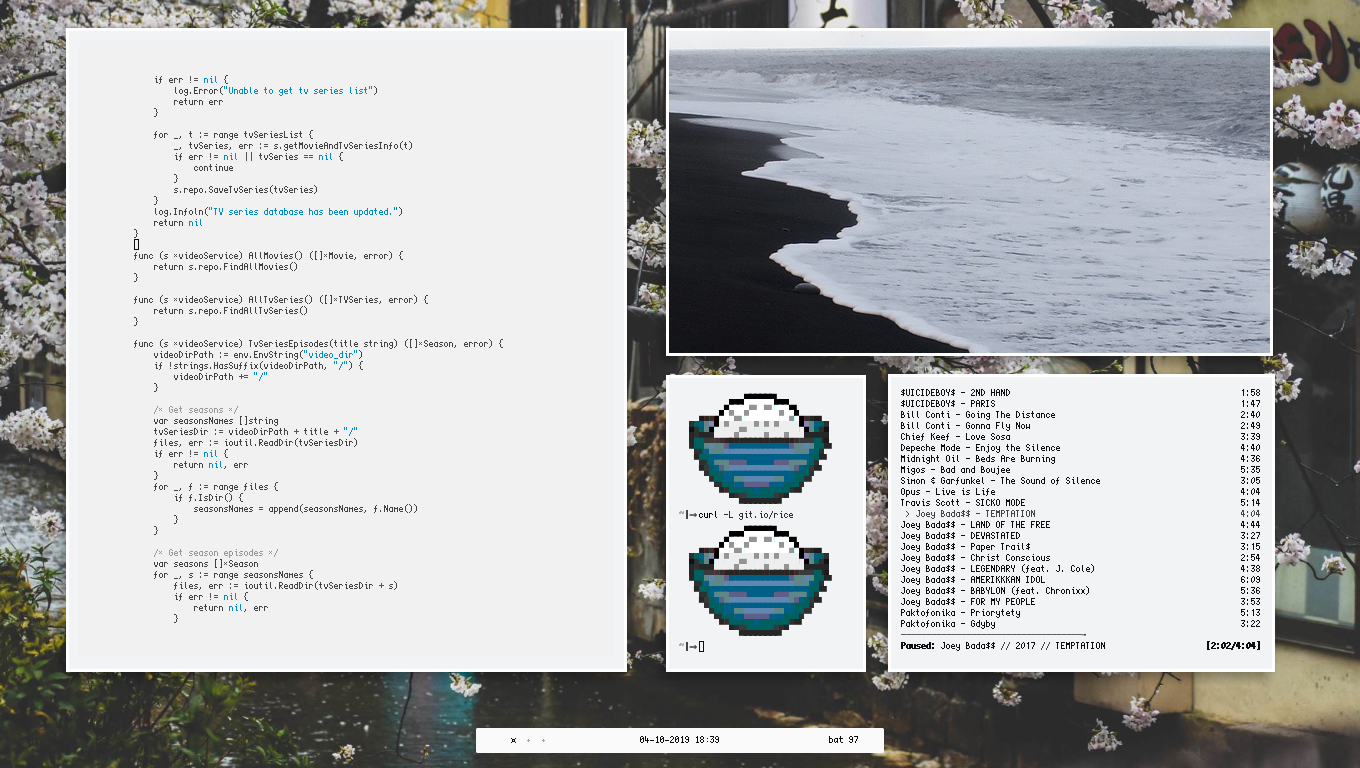 if err != nil {
log.Error("Unable to get tv series list")
return err
}
for _, t := range tvSeriesList {
_, tvSeries, err := s.getMovieAndTvSeriesInfo(t)
if err != nil || tvSeries == nil {
continue
}
s.repo.SaveTvSeries(tvSeries)
}
log.Infoln("TV series database has been updated.")
return nil
}
func (s *videoService) AllMovies() ([]*Movie, error) {
return s.repo.FindAllMovies()
}
func (s *videoService) AllTvSeries() ([]*TVSeries, error) {
return s.repo.FindAllTvSeries()
}
func (s *videoService) TvSeriesEpisodes(title string) ([]*Season, error) {
videoDirPath := env.EnvString("video_dir")
if !strings.HasSuffix(videoDirPath, "/") {
videoDirPath += "/"
}
/* Get seasons */
var seasonsNames []string
tvSeriesDir := videoDirPath + title + "/"
files, err := ioutil.ReadDir(tvSeriesDir)
if err != nil {
return nil, err
}
for _, f := range files {
if f.IsDir() {
seasonsNames = append(seasonsNames, f.Name())
}
}
/* Get season episodes */
var seasons []*Season
for _, s := range seasonsNames {
files, err := ioutil.ReadDir(tvSeriesDir + s)
if err != nil {
return nil, err
}
~|→curl -L git.io/rice
~|→
$UICIDEBOY$ - 2ND HAND 1:58
$UICIDEBOY$ - PARIS 1:47
Bill Conti - Going The Distance 2:40
Bill Conti - Gonna Fly Now 2:49
Chief Keef - Love Sosa 3:39
Depeche Mode - Enjoy the Silence 4:40
Midnight Oil - Beds Are Burning 4:36
Migos - Bad and Boujee 5:35
Simon & Garfunkel - The Sound of Silence 3:05
Opus - Live is Life 4:04
Travis Scott - SICKO MODE 5:14
> Joey Bada$$ - TEMPTATION 4:04
Joey Bada$$ - LAND OF THE FREE 4:44
Joey Bada$$ - DEVASTATED 3:27
Joey Bada$$ - Paper Trail$ 3:15
Joey Bada$$ - Christ Conscious 2:54
Joey Bada$$ - LEGENDARY (feat. J. Cole) 4:38
Joey Bada$$ - AMERIKKKAN IDOL 6:09
Joey Bada$$ - BABYLON (feat. Chronixx) 5:36
Joey Bada$$ - FOR MY PEOPLE 3:53
Paktofonika - Priorytety 5:13
Paktofonika - Gdyby 3:22
Paused: Joey Bada$$ // 2017 // TEMPTATION [2:02/4:04]
04-10-2019 18:39 bat 97